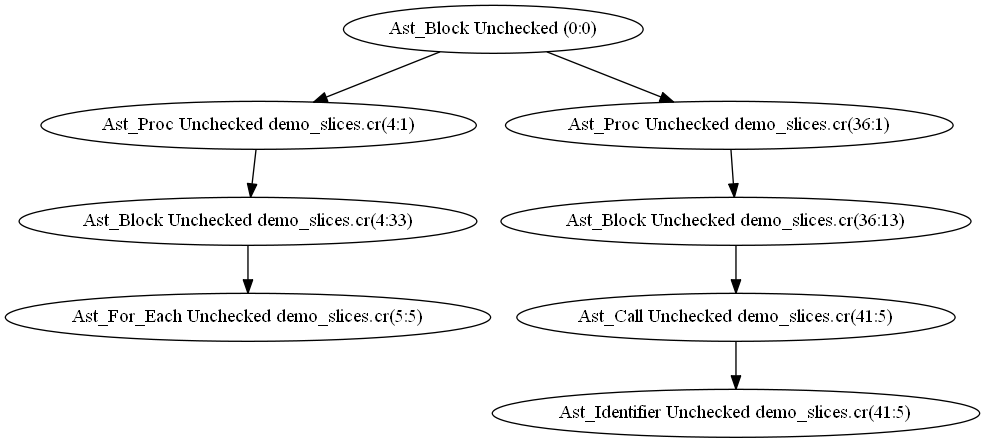 Ast_Block Unchecked (0:0)
Ast_Proc Unchecked demo_slices.cr(4:1)
Ast_Proc Unchecked demo_slices.cr(36:1)
Ast_Block Unchecked demo_slices.cr(4:33)
Ast_Block Unchecked demo_slices.cr(36:13)
Ast_For_Each Unchecked demo_slices.cr(5:5)
Ast_Call Unchecked demo_slices.cr(41:5)
Ast_Identifier Unchecked demo_slices.cr(41:5)